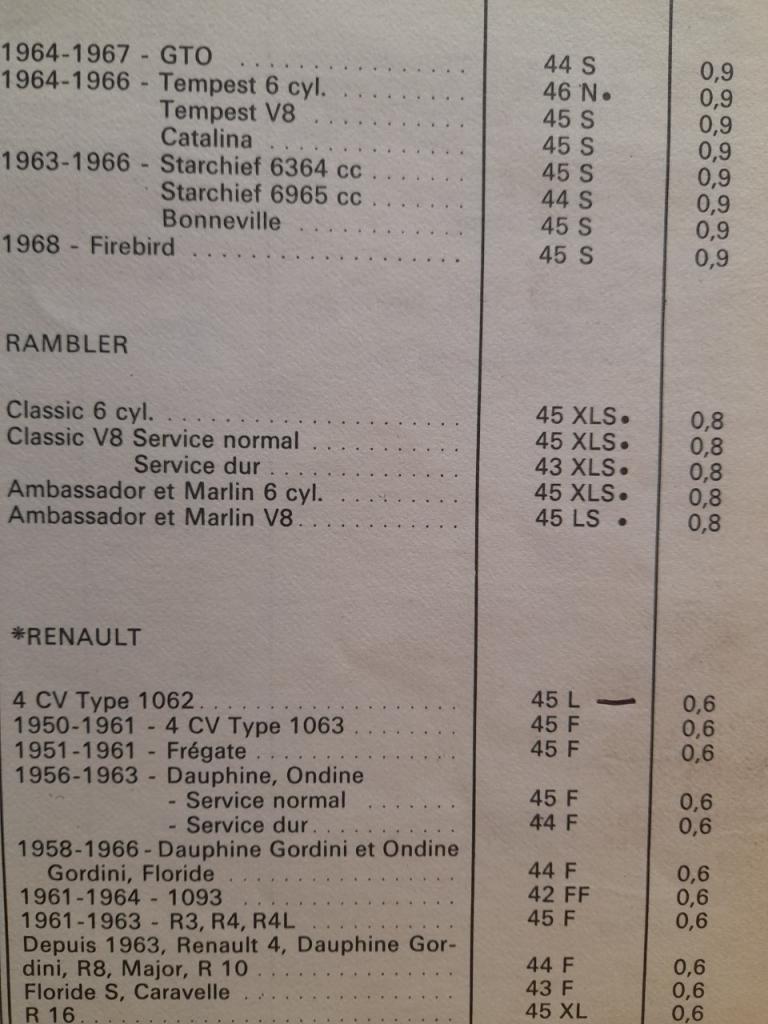 1964-1967 - GTO .................. 44 S 0,9
1964-1966 - Tempest 6 cyl. .......... 46 N• 0,9
Tempest V8 .......... 45 S 0,9
Catalina .............. 45 S 0,9
1963-1966 - Starchief 6364 cc ...... 45 S 0,9
Starchief 6965 cc ...... 44 S 0,9
Bonneville ............ 45 S 0,9
1968 - Firebird ................... 45 S 0,9
RAMBLER
Classic 6 cyl. .................... 45 XLS• 0,8
Classic V8 Service normal .......... 45 XLS• 0,8
Service dur ............. 43 XLS• 0,8
Ambassador et Marlin 6 cyl. ........ 45 XLS• 0,8
Ambassador et Marlin V8 ........... 45 LS • 0,8
*RENAULT
4 CV Type 1062 .................. 45 L — 0,6
1950-1961 - 4 CV Type 1063 ....... 45 F 0,6
1951-1961 - Frégate .............. 45 F 0,6
1956-1963 - Dauphine, Ondine
- Service normal ...... 45 F 0,6
- Service dur .......... 44 F 0,6
1958-1966 - Dauphine Gordini et Ondine
Gordini, Floride ................ 44 F 0,6
1961-1964 - 1093 ................ 42 FF 0,6
1961-1963 - R3, R4, R4L .......... 45 F 0,6
Depuis 1963, Renault 4, Dauphine Gor-
dini, R8, Major, R 10 ............. 44 F 0,6
Floride S, Caravelle ............... 43 F 0,6
R 16 ............................ 45 XL 0,6